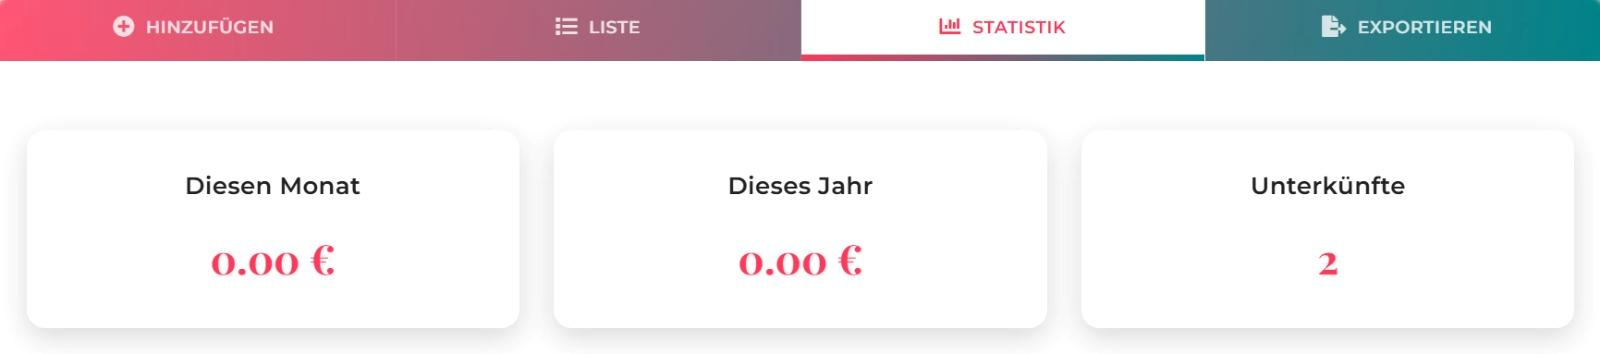 HINZUFÜGEN
LISTE
STATISTIK
EXPORTIEREN
Diesen Monat
0.00 €
Dieses Jahr
0.00 €
Unterkünfte
2